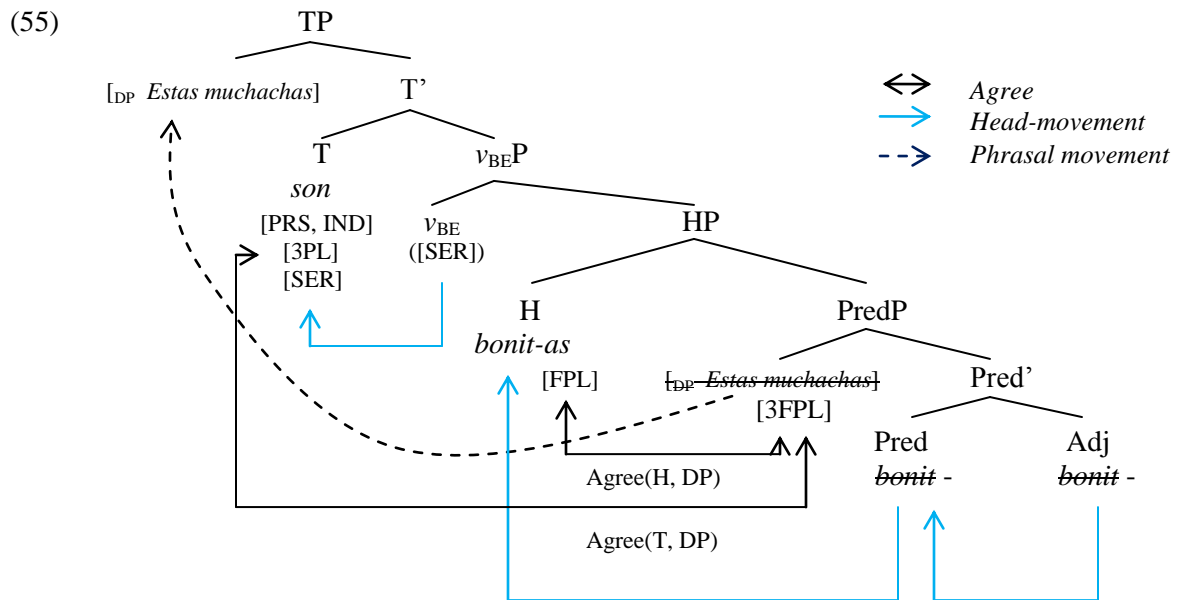 (55)
TP
[DP Estas muchachas]
T’
Agree
Head-movement
Phrasal movement
T
vBEP
son
[PRS, IND]
[3PL]
[SER]
vBE
([SER])
HP
H
bonit-as
[FPL]
PredP
[DP Estas muchachas]
[3FPL]
Pred’
Pred
bonit -
Adj
bonit -
Agree(H, DP)
Agree(T, DP)